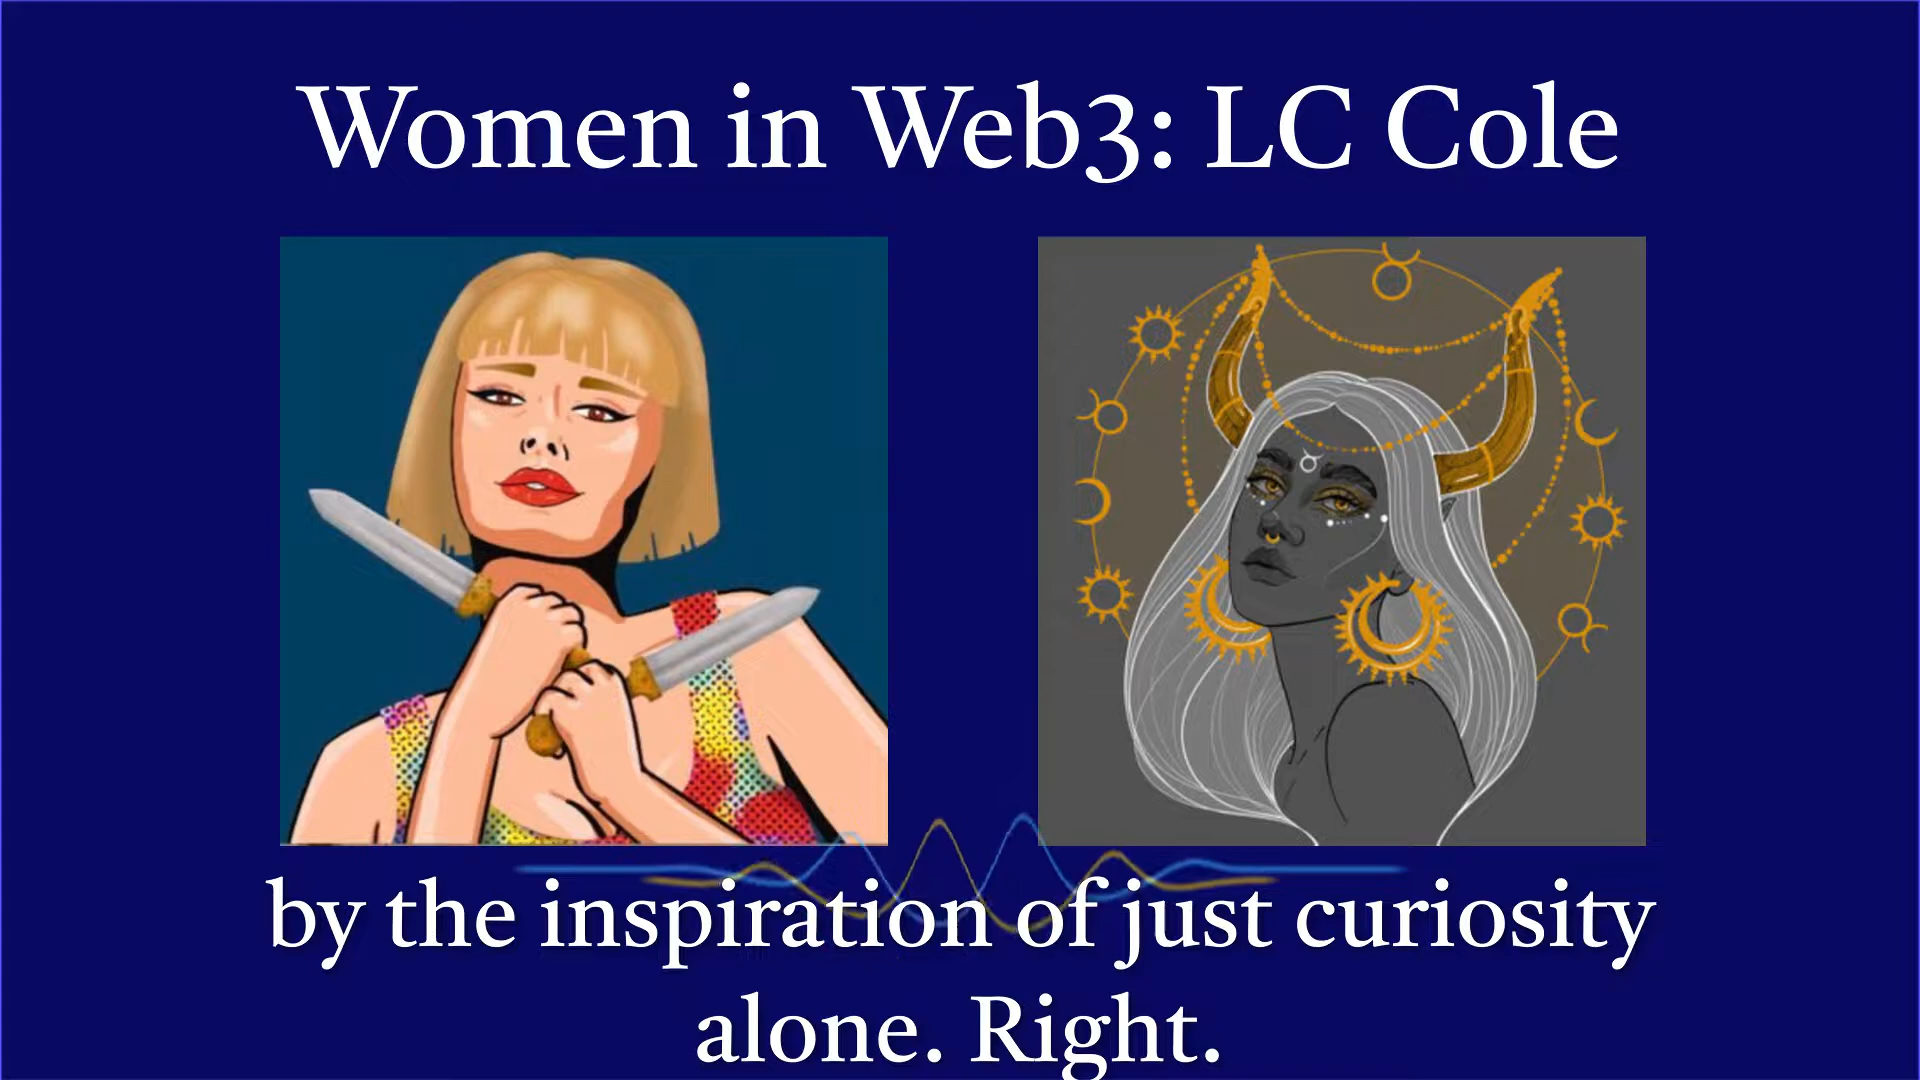 Women in Web3: LC Cole
by the inspiration of just curiosity
alone. Right.